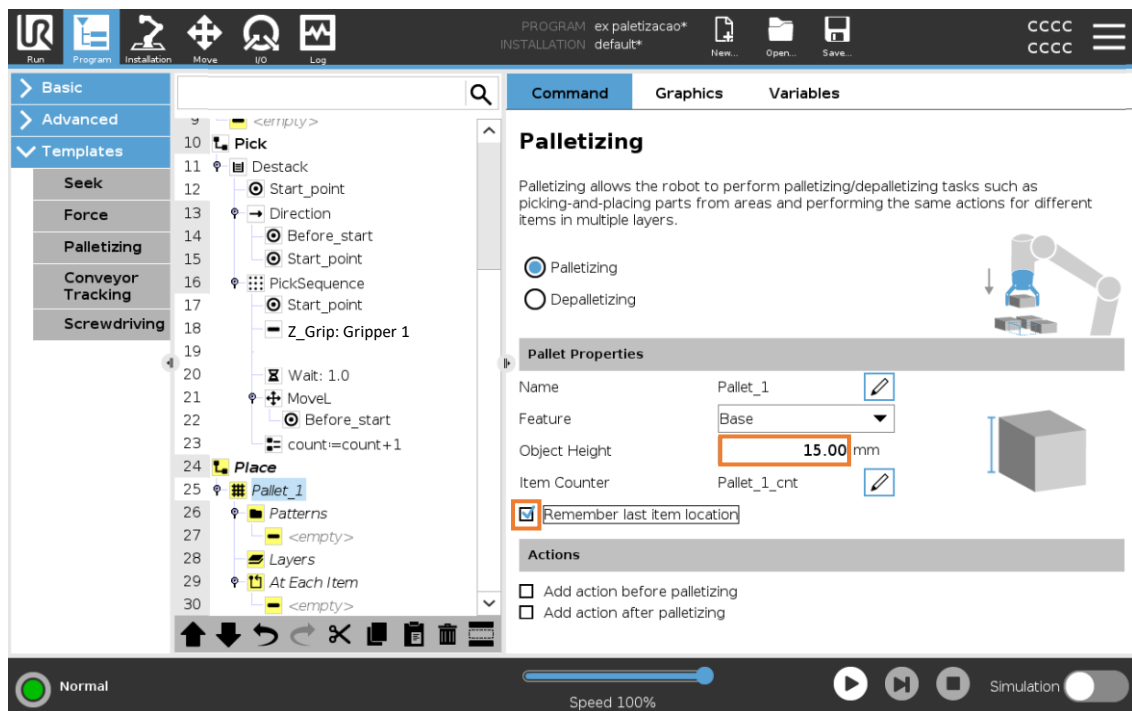 PROGRAM ex paletizacao*
INSTALLATION default*
UR
Run
Program
Installation
Move
I/O
Log
New...
Open...
Save...
CCCC
CCCC
Basic
Advanced
Templates
Seek
Force
Palletizing
Conveyor
Tracking
Screwdriving
9 <empty>
10 Pick
11 Destack
12 Start_point
13 Direction
14 Before_start
15 Start_point
16 PickSequence
17 Start_point
18 Z_Grip: Gripper 1
19
20 Wait: 1.0
21 MoveL
22 Before_start
23 count:=count+1
24 Place
25 Pallet_1
26 Patterns
27 <empty>
28 Layers
29 At Each Item
30 <empty>
Command Graphics Variables
Palletizing
Palletizing allows the robot to perform palletizing/depalletizing tasks such as
picking-and-placing parts from areas and performing the same actions for different
items in multiple layers.
Palletizing
Depalletizing
Pallet Properties
Name Pallet_1
Feature Base
Object Height 15.00 mm
Item Counter Pallet_1_cnt
Remember last item location
Actions
Add action before palletizing
Add action after palletizing
Normal
Speed 100%
Simulation